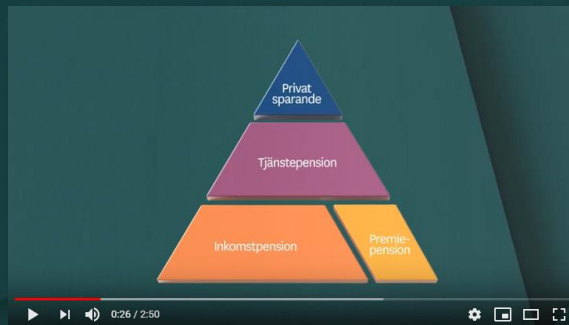 Privat
sparande
Tjänstepension
Inkomstpension
Premie-
pension
0:26 / 2:50